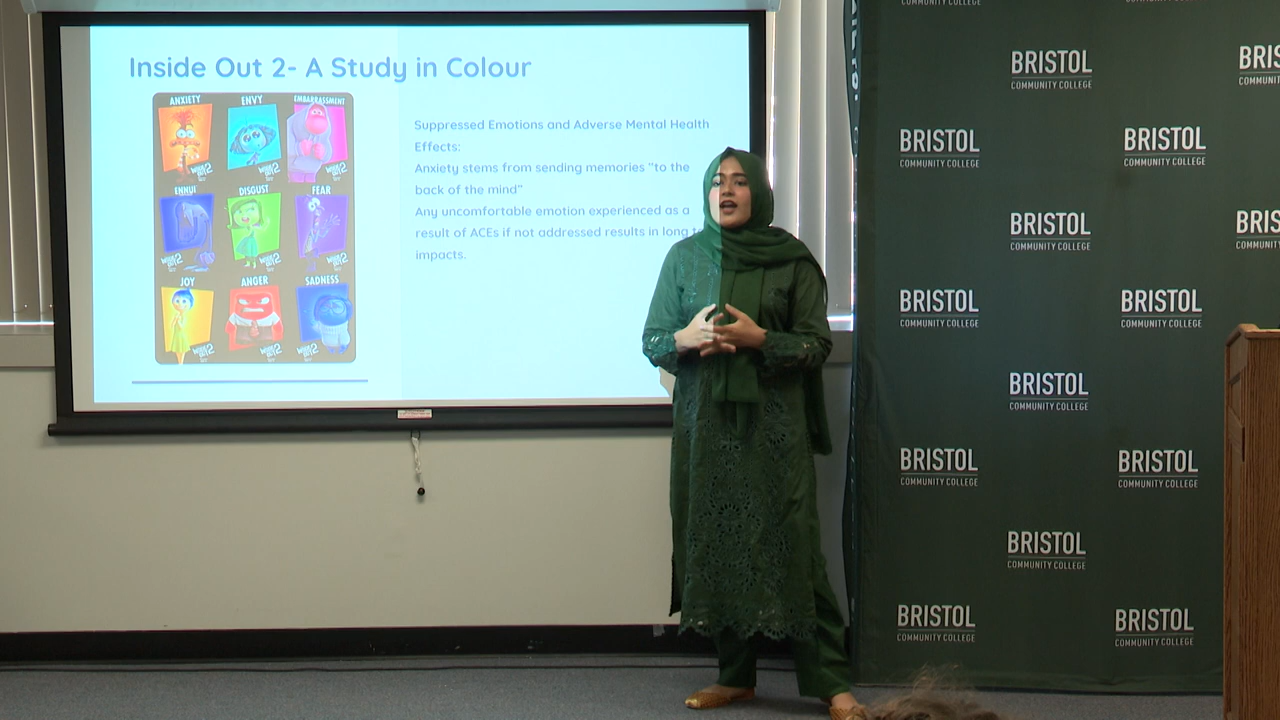 Inside Out 2- A Study in Colour
ANXIETY
ENVY
EMBARRASSMENT
ENNUI
DISGUST
FEAR
JOY
ANGER
SADNESS
Suppressed Emotions and Adverse Mental Health
Effects:
Anxiety stems from sending memories "to the
back of the mind"
Any uncomfortable emotion experienced as a
result of ACEs if not addressed results in long
impacts.
COMMUNITY COLLEGE
BRISTOL
COMMUNITY COLLEGE
BRISTOL
COMMUNITY COLLEGE
BRISTOL
COMMUNITY COLLEGE
BRISTOL
COMMUNITY COLLEGE
BRISTOL
COMMUNITY COLLEGE
BRISTOL
COMMUNITY COLLEGE
BRISTOL
COMMUNITY COLLEGE
BRISTOL
COMMUNITY COLLEGE
BRISTOL
COMMUNITY COLLEGE
BRISTOL
COMMUNITY COLLEGE
BRISTOL
COMMUNITY COLLEGE
BRISTOL
COMMUNITY COLLEGE